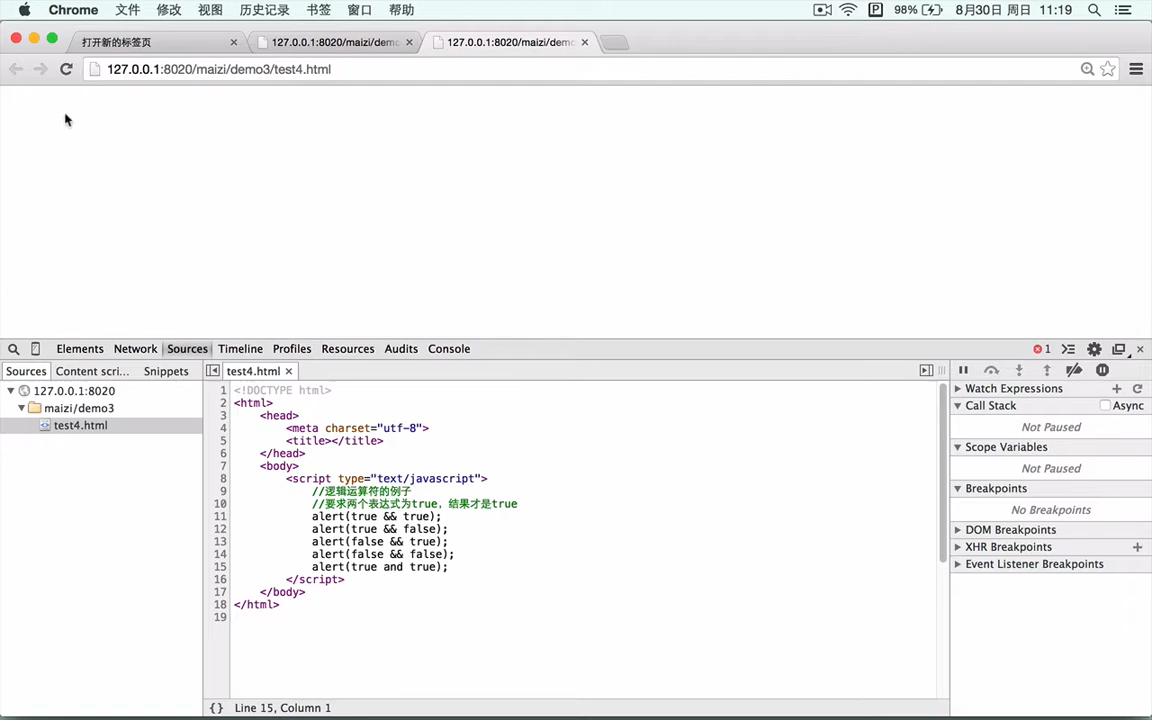 Chrome 文件 修改 视图 历史记录 书签 窗口 帮助 P 98% 8月30日 周日 11:19
打开新的标签页 127.0.0.1:8020/maizi/demo 127.0.0.1:8020/maizi/demo
127.0.0.1:8020/maizi/demo3/test4.html
Elements Network Sources Timeline Profiles Resources Audits Console 1
Sources Content scri... Snippets test4.html
127.0.0.1:8020
maizi/demo3
test4.html
1 <!DOCTYPE html>
2 <html>
3 <head>
4 <meta charset="utf-8">
5 <title></title>
6 </head>
7 <body>
8 <script type="text/javascript">
9 //逻辑运算符的例子
10 //要求两个表达式为true，结果才是true
11 alert(true && true);
12 alert(true && false);
13 alert(false && true);
14 alert(false && false);
15 alert(true and true);
16 </script>
17 </body>
18 </html>
19
{} Line 15, Column 1
Watch Expressions
Call Stack Async
Not Paused
Scope Variables
Not Paused
Breakpoints
No Breakpoints
DOM Breakpoints
XHR Breakpoints
Event Listener Breakpoints